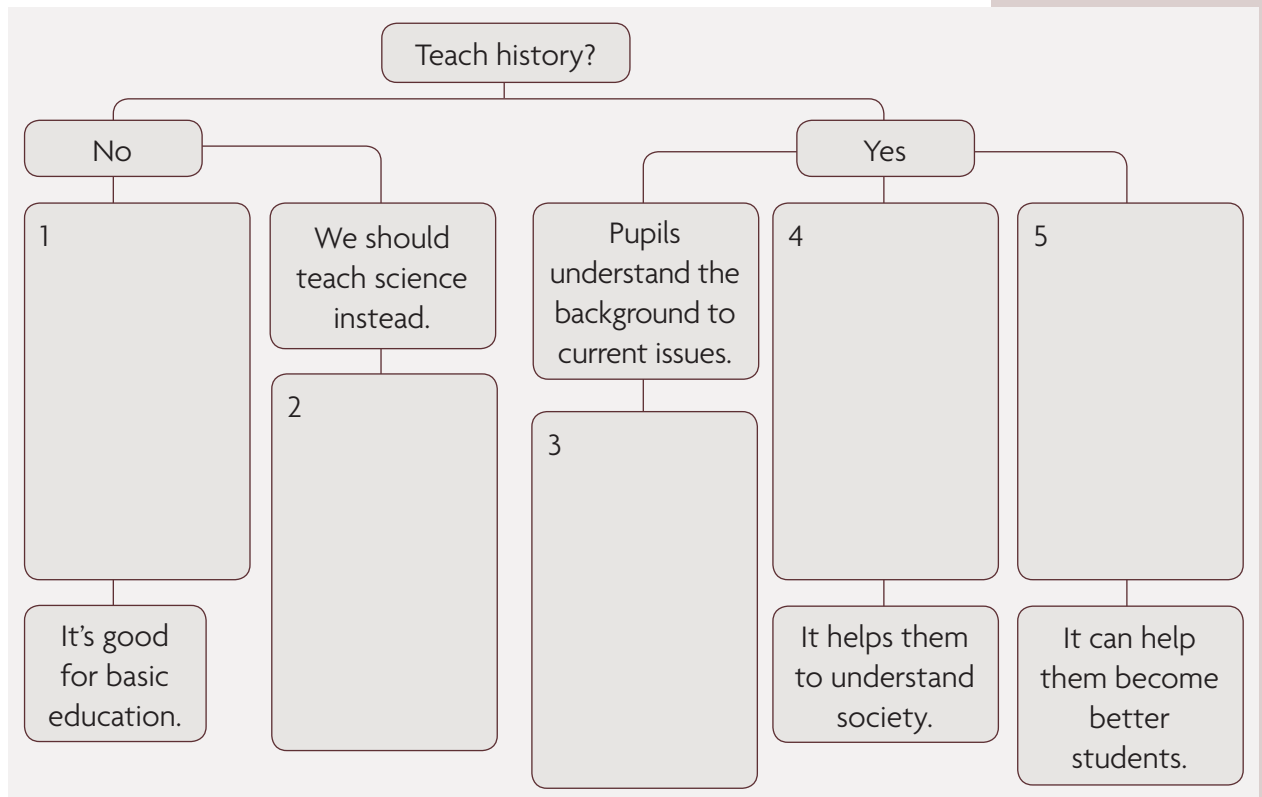 Teach history?
No
Yes
1
We should
teach science
instead.
2
Pupils
understand the
background to
current issues.
3
4
5
It's good
for basic
education.
It helps them
to understand
society.
It can help
them become
better
students.